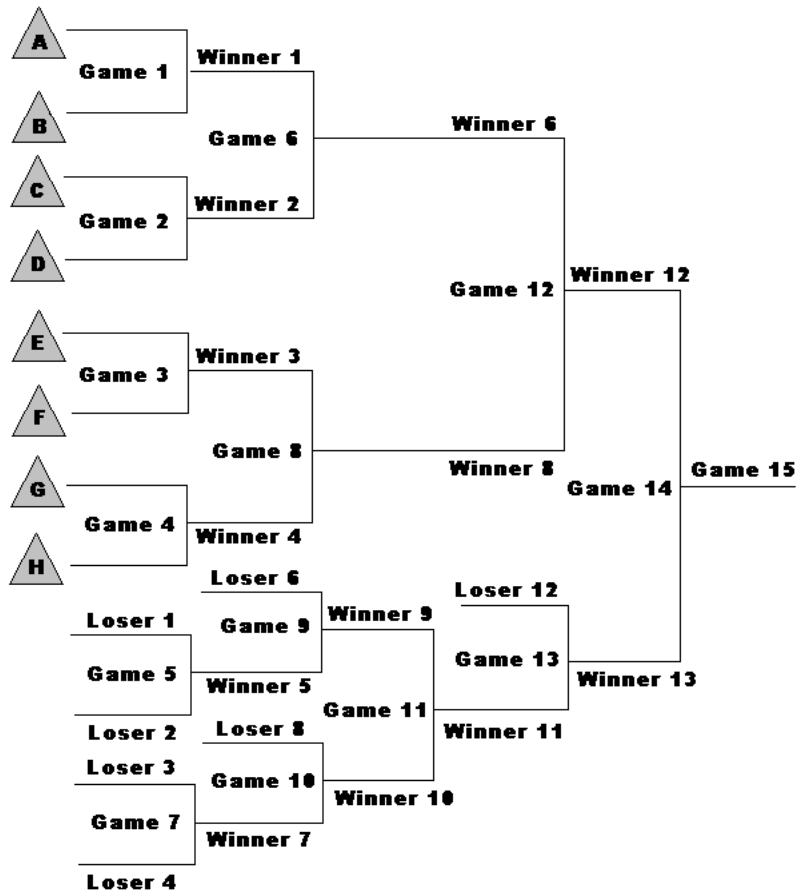 A
Winner 1
Game 1
B
Game 6
Winner 6
C
Winner 2
Game 2
D
Winner 12
Game 12
E
Winner 3
Game 3
F
Game 8
Winner 8
Game 15
G
Game 14
Game 4
Winner 4
H
Loser 6
Loser 12
Loser 1
Game 9
Winner 9
Game 13
Game 5
Winner 5
Winner 13
Game 11
Loser 2
Loser 8
Winner 11
Loser 3
Game 10
Winner 10
Game 7
Winner 7
Loser 4